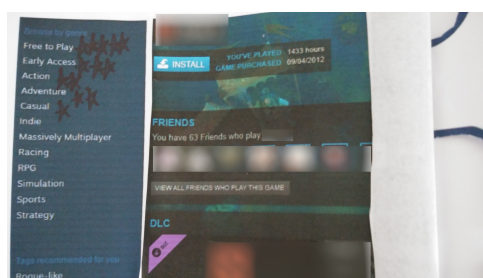 Browse by genre
Free to Play
Early Access
Action
Adventure
Casual
Indie
Massively Multiplayer
Racing
RPG
Simulation
Sports
Strategy
Tags recommended for you
Rogue-like
INSTALL
YOU'VE PLAYED 1433 hours
GAME PURCHASED 09/04/2012
FRIENDS
You have 63 Friends who play
VIEW ALL FRIENDS WHO PLAY THIS GAME
DLC